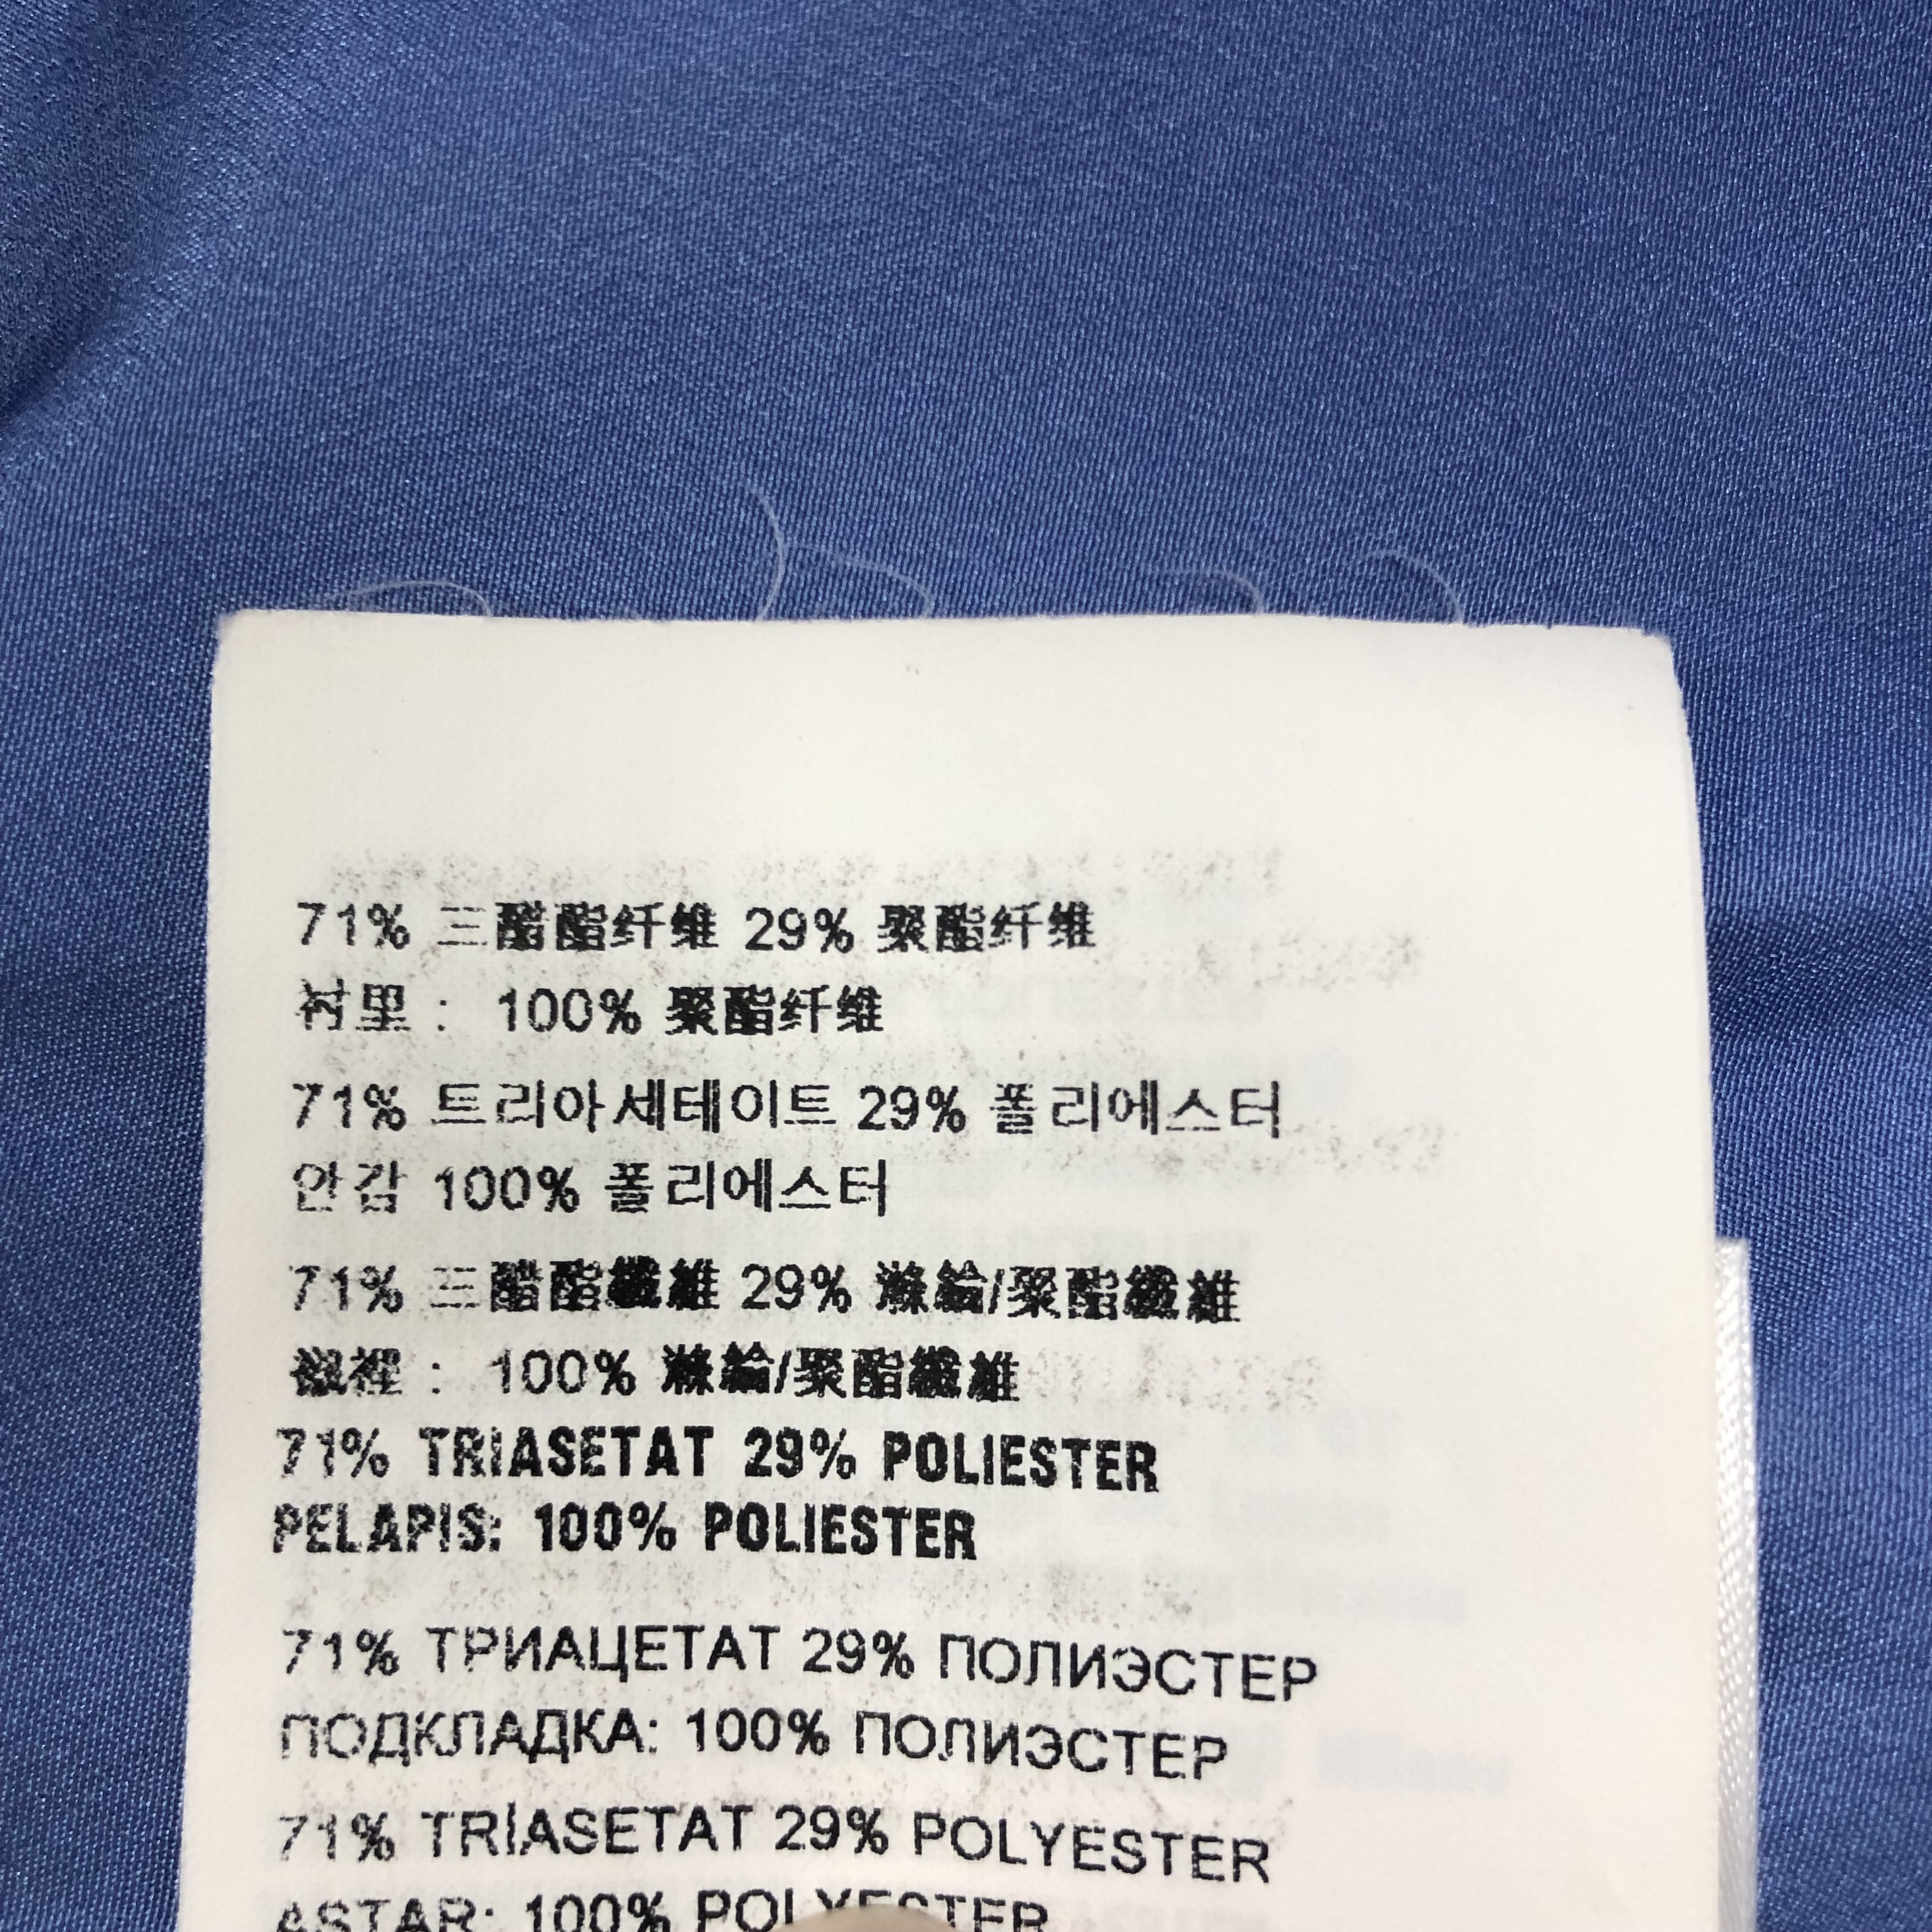 71% 三醋酯纤维 29% 聚酯纤维
衬里： 100% 聚酯纤维
71% 트리아세테이트 29% 폴리에스터
안감 100% 폴리에스터
71% 三醋酯纖維 29% 滌綸/聚酯纖維
襯裡： 100% 滌綸/聚酯纖維
71% TRIASETAT 29% POLIESTER
PELAPIS: 100% POLIESTER
71% ТРИАЦЕТАТ 29% ПОЛИЭСТЕР
ПОДКЛАДКА: 100% ПОЛИЭСТЕР
71% TRİASETAT 29% POLYESTER
ASTAR: 100% POLYESTER